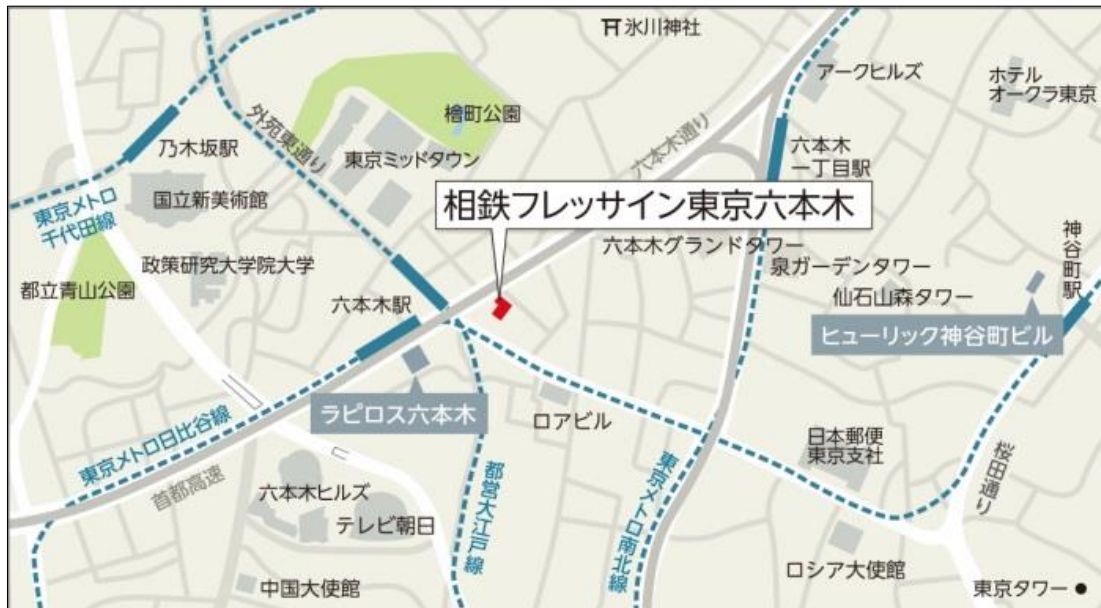 氷川神社
アークヒルズ
ホテル
オークラ東京
外苑東通り
檜町公園
六本木通り
乃木坂駅
東京ミッドタウン
六本木
一丁目駅
国立新美術館
東京メトロ
千代田線
相鉄フレッサイン東京六本木
神谷町駅
六本木グランドタワー
政策研究大学院大学
泉ガーデンタワー
都立青山公園
仙石山森タワー
六本木駅
ヒューリック神谷町ビル
ラピロス六本木
ロアビル
東京メトロ日比谷線
日本郵便
東京支社
首都高速
六本木ヒルズ
都営大江戸線
東京メトロ南北線
桜田通り
テレビ朝日
ロシア大使館
中国大使館
東京タワー